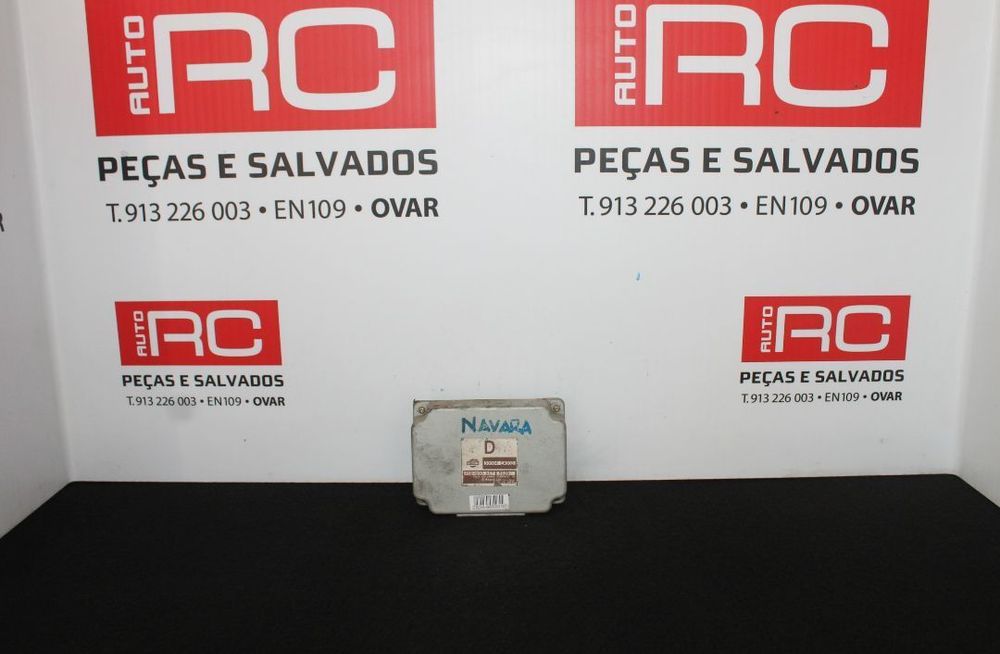 AUTO RC
PEÇAS E SALVADOS
T. 913 226 003 • EN109 • OVAR
AUTO RC
PEÇAS E SALVADOS
T. 913 226 003 • EN109 • OVAR
R
AUTO RC
PEÇAS E SALVADOS
T. 913 226 003 • EN109 • OVAR
AUTO RC
PEÇAS E SALVADOS
T. 913 226 003 • EN109 • OVAR
NAVARA
D